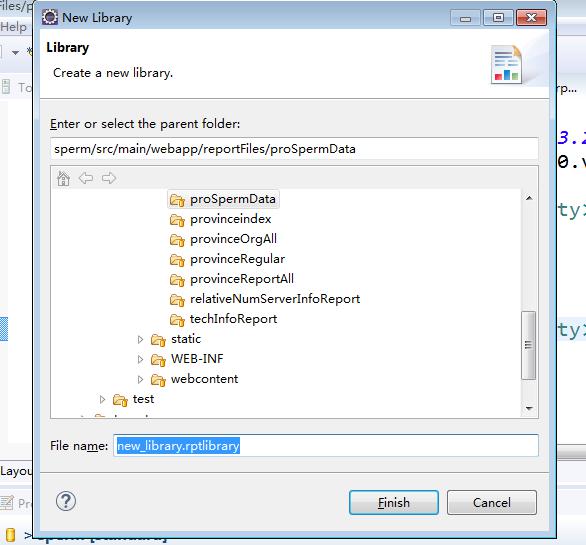 Files/p
New Library
Help
Library
Create a new library.
To
rp...
Enter or select the parent folder:
sperm/src/main/webapp/reportFiles/proSpermData
3.2
0.v
proSpermData
ty>
provinceindex
provinceOrgAll
provinceRegular
provinceReportAll
relativeNumServerInfoReport
techInfoReport
static
ty>
WEB-INF
webcontent
test
File name:
new_library.rptlibrary
Layou
Finish
Cancel
Pr
> sperm [standard]